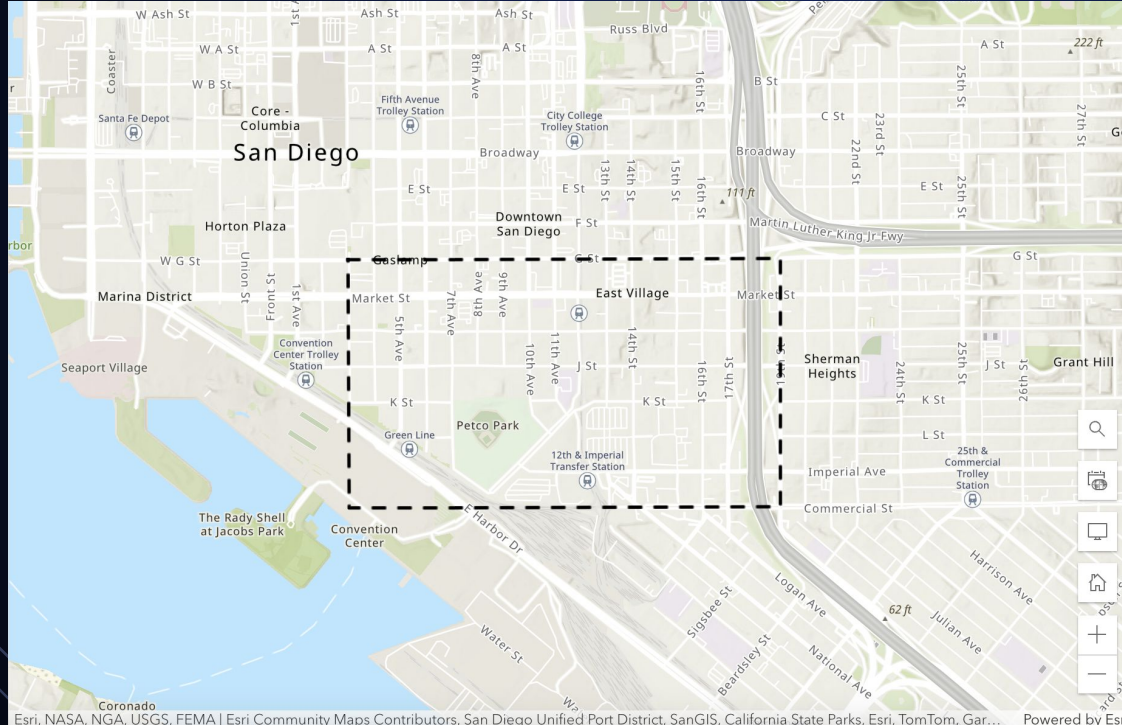 W Ash St
Ash St
Ash St
Russ Blvd
1st A
Pe
A St
222 ft
W A St
A St
A St
Coaster
8th Ave
W B St
16th St
B St
25th St
Core -
Columbia
Fifth Avenue
Trolley Station
City College
Trolley Station
C St
27th St
Santa Fe Depot
23rd St
22nd St
G
San Diego
Broadway
Broadway
13th St
14th St
15th St
16th St
E St
E St
E St
25th St
111 ft
Horton Plaza
Downtown
San Diego
F St
Martin Luther King Jr Fwy
rbor
W G St
Gaslamp
G St
G St
Union St
Front St
1st Ave
8th Ave
9th Ave
Marina District
Market St
East Village
Market St
7th Ave
5th Ave
14th St
Convention
Center Trolley
Station
11th Ave
10th Ave
J St
16th St
17th St
Sherman
Heights
24th St
25th St
J St
26th St
Grant Hill
Seaport Village
K St
K St
K St
Petco Park
Green Line
L St
12th & Imperial
Transfer Station
Imperial Ave
25th &
Commercial
Trolley
Station
Commercial St
The Rady Shell
at Jacobs Park
Convention
Center
E Harbor Dr
Harrison Ave
Logan Ave
Sigsbee St
62 ft
Julian Ave
Water St
Beardsley St
National Ave
Wa
Coronado
Esri, NASA, NGA, USGS, FEMA | Esri Community Maps Contributors, San Diego Unified Port District, SanGIS, California State Parks, Esri, TomTom, Gar...
Powered by Esri